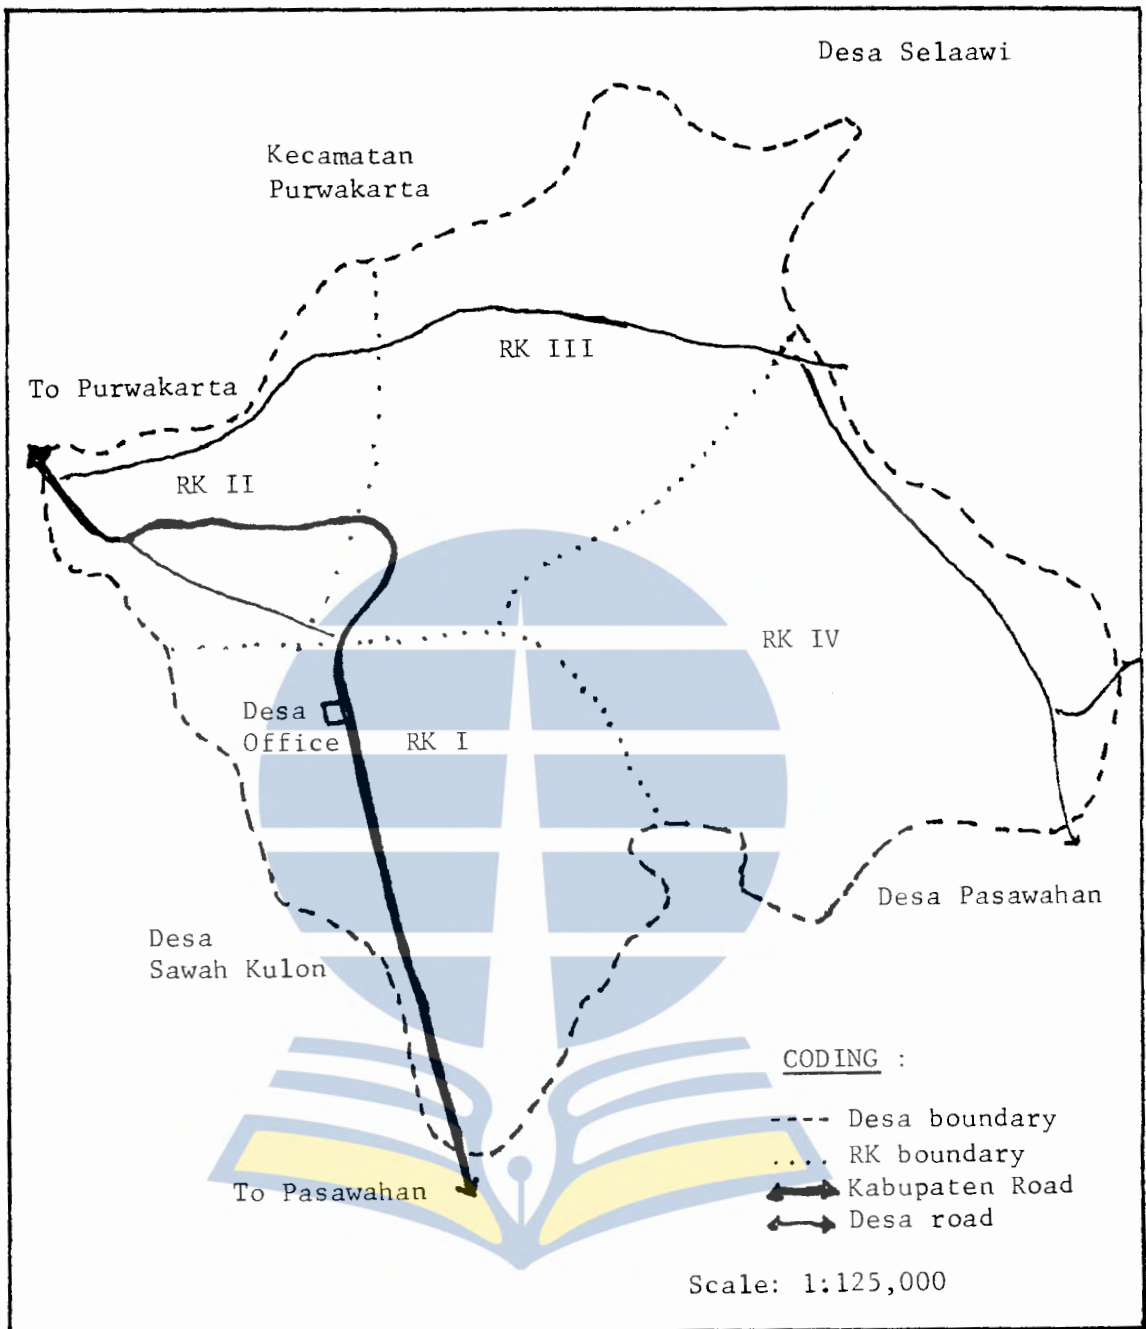 Desa Selaawi
Kecamatan
Purwakarta
RK III
To Purwakarta
RK II
RK IV
Desa
Office
RK I
Desa Pasawahan
Desa
Sawah Kulon
CODING :
Desa boundary
RK boundary
To Pasawahan
Kabupaten Road
Desa road
Scale: 1:125,000